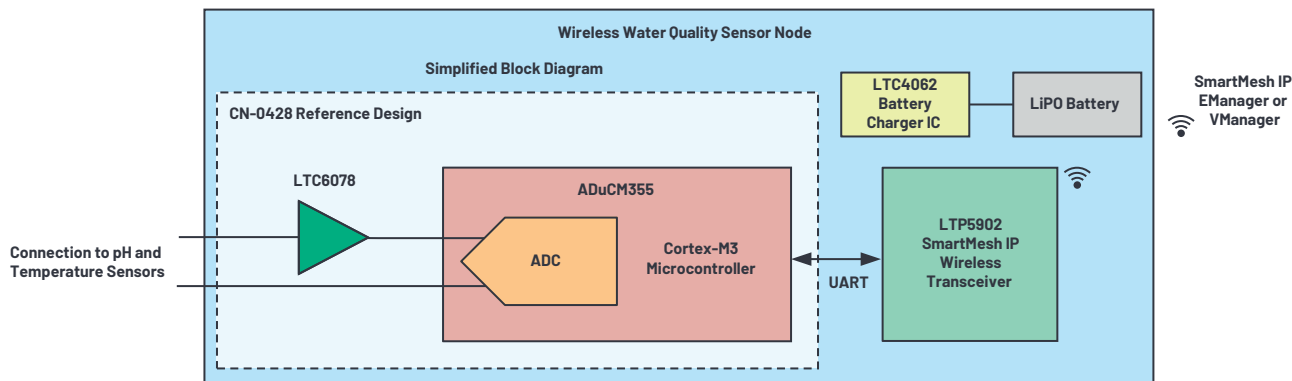 Wireless Water Quality Sensor Node
Simplified Block Diagram
CN-0428 Reference Design
LTC4062
Battery
Charger IC
LiPO Battery
SmartMesh IP
EManager or
VManager
LTC6078
ADuCM355
Connection to pH and
Temperature Sensors
ADC
Cortex-M3
Microcontroller
UART
LTP5902
SmartMesh IP
Wireless
Transceiver